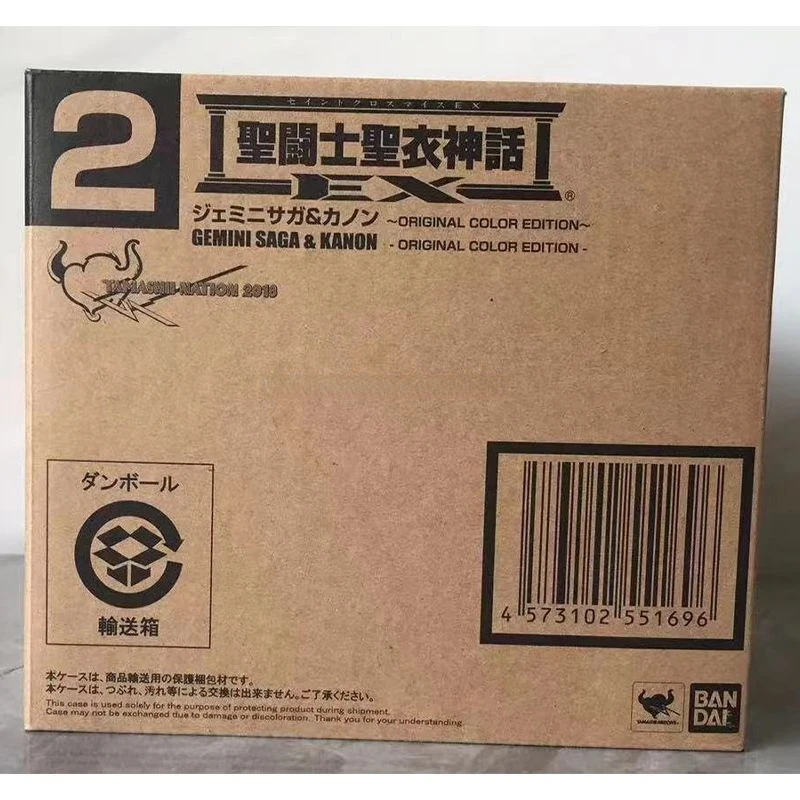 2
セイントクロスマイスEX
聖闘士聖衣神話
EX
®
ジェミニサガ&カノン ~ORIGINAL COLOR EDITION~
GEMINI SAGA & KANON - ORIGINAL COLOR EDITION -
TAMASHII NATION 2018
ダンボール
輸送箱
4 573102 551696
本ケースは、商品輸送用の保護梱包材です。
本ケースは、つぶれ、汚れ等による交換は出来ません。ご了承ください。
This case is used solely for the purpose of protecting product during shipment.
Case may not be exchanged due to damage or discoloration. Thank you for your understanding.
TAMASHII NATIONS
BAN
DAI